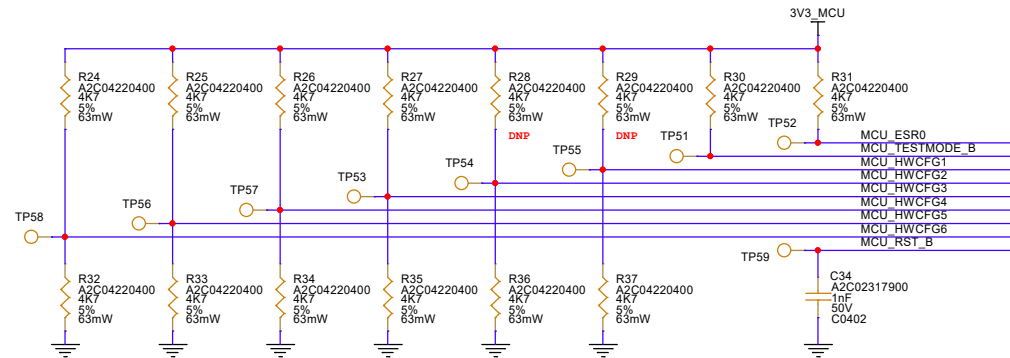 3V3_MCU
R24
A2C04220400
4K7
5%
63mW
R25
A2C04220400
4K7
5%
63mW
R26
A2C04220400
4K7
5%
63mW
R27
A2C04220400
4K7
5%
63mW
R28
A2C04220400
4K7
5%
63mW
DNP
R29
A2C04220400
4K7
5%
63mW
DNP
R30
A2C04220400
4K7
5%
63mW
R31
A2C04220400
4K7
5%
63mW
TP52
TP51
TP55
TP54
TP53
TP57
TP56
TP58
MCU_ESR0
MCU_TESTMODE_B
MCU_HWCFG1
MCU_HWCFG2
MCU_HWCFG3
MCU_HWCFG4
MCU_HWCFG5
MCU_HWCFG6
MCU_RST_B
TP59
R32
A2C04220400
4K7
5%
63mW
R33
A2C04220400
4K7
5%
63mW
R34
A2C04220400
4K7
5%
63mW
R35
A2C04220400
4K7
5%
63mW
R36
A2C04220400
4K7
5%
63mW
R37
A2C04220400
4K7
5%
63mW
C34
A2C02317900
1nF
50V
C0402